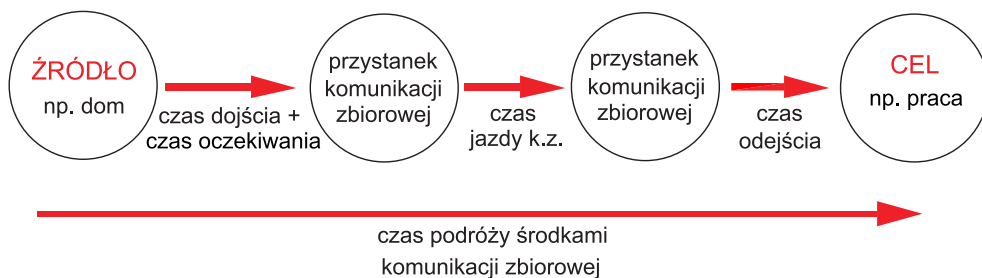 ŹRÓDŁO
np. dom
czas dojścia +
czas oczekiwania
przystanek
komunikacji
zbiorowej
czas
jazdy k.z.
przystanek
komunikacji
zbiorowej
czas
odejścia
CEL
np. praca
czas podróży środkami
komunikacji zbiorowej